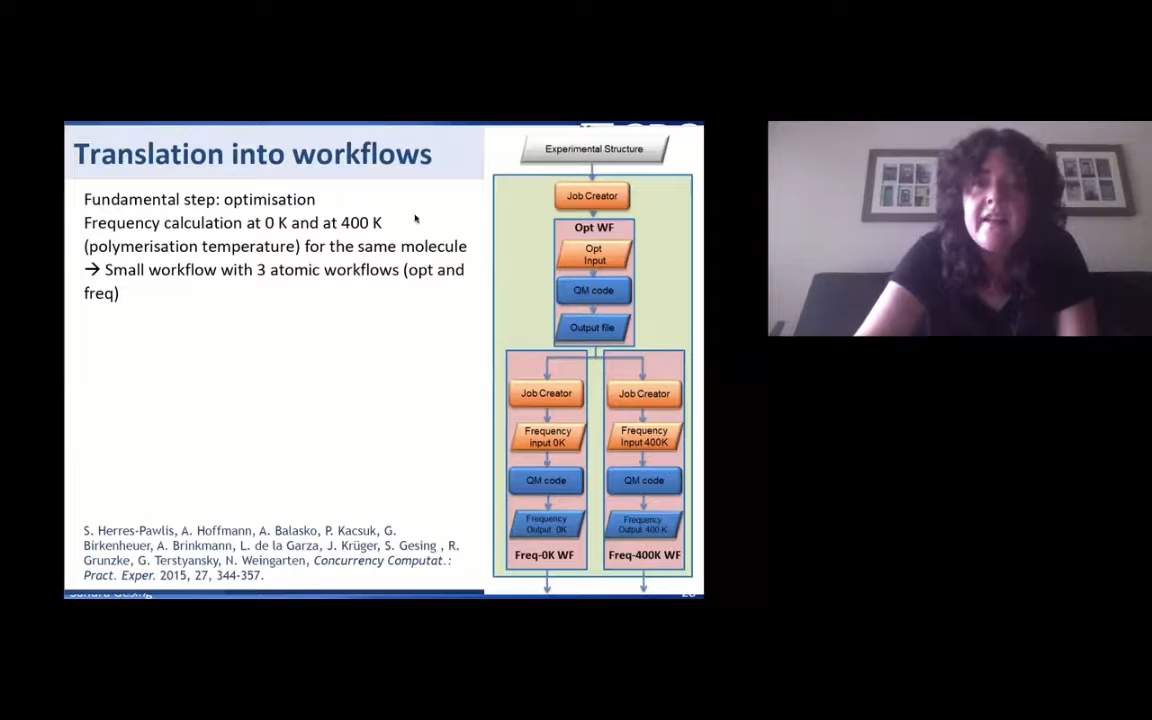 Translation into workflows
Fundamental step: optimisation
Frequency calculation at 0 K and at 400 K
(polymerisation temperature) for the same molecule
→ Small workflow with 3 atomic workflows (opt and
freq)
S. Herres-Pawlis, A. Hoffmann, A. Balasko, P. Kacsuk, G.
Birkenheuer, A. Brinkmann, L. de la Garza, J. Krüger, S. Gesing , R.
Grunzke, G. Terstyansky, N. Weingarten, Concurrency Computat.:
Pract. Exper. 2015, 27, 344-357.
Sandra Gesing
Experimental Structure
Job Creator
Opt WF
Opt
Input
QM code
Output file
Job Creator
Frequency
input 0K
QM code
Frequency
Output 0K
Freq-0K WF
Job Creator
Frequency
Input 400K
QM code
Frequency
Output 400 K
Freq-400K WF